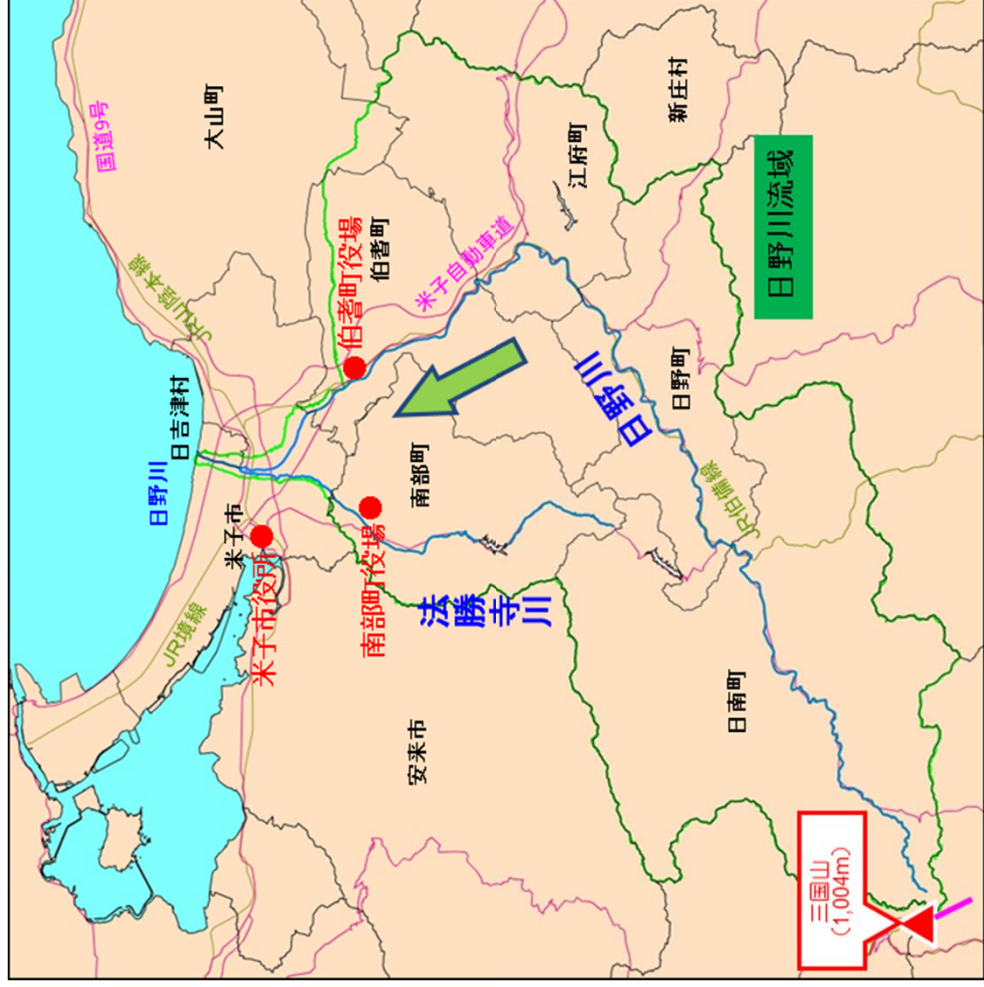 国道9号
大山町
新庄村
江府町
日野川流域
伯耆町役場
伯耆町
米子自動車道
JR山陰本線
日吉津村
日野川
日野町
日野川
南部町
米子市
JR伯備線
米子市役所
南部町役場
法勝寺川
JR境線
安来市
日南町
三国山
(1,004m)